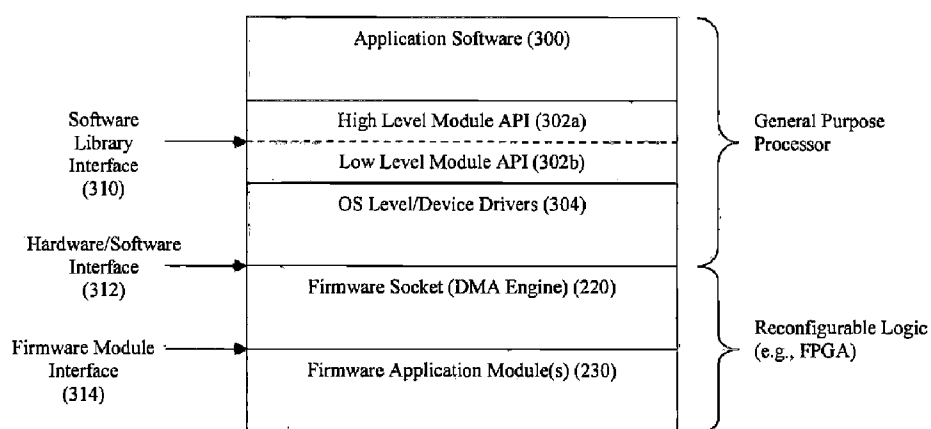 Application Software (300)
High Level Module API (302a)
Low Level Module API (302b)
OS Level/Device Drivers (304)
Firmware Socket (DMA Engine) (220)
Firmware Application Module(s) (230)
Software
Library
Interface
(310)
Hardware/Software
Interface
(312)
Firmware Module
Interface
(314)
General Purpose
Processor
Reconfigurable Logic
(e.g., FPGA)